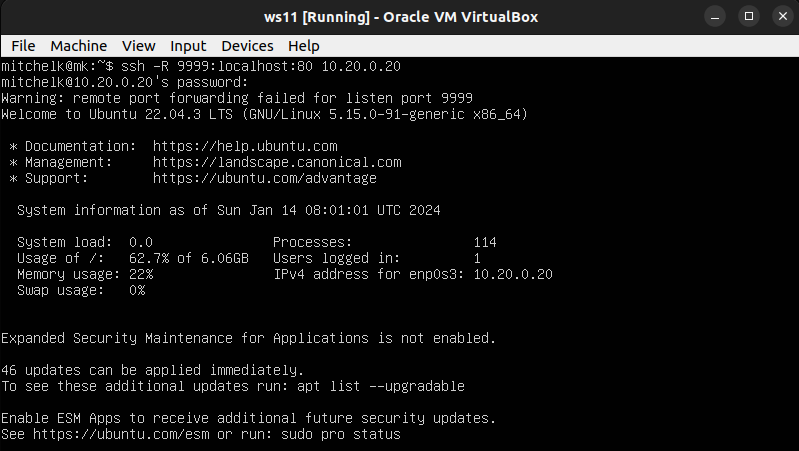 ws11 [Running] - Oracle VM VirtualBox
File Machine View Input Devices Help
mitchelk@mk:~$ ssh -R 9999:localhost:80 10.20.0.20
mitchelk@10.20.0.20's password:
Warning: remote port forwarding failed for listen port 9999
Welcome to Ubuntu 22.04.3 LTS (GNU/Linux 5.15.0-91-generic x86_64)
* Documentation: https://help.ubuntu.com
* Management: https://landscape.canonical.com
* Support: https://ubuntu.com/advantage
System information as of Sun Jan 14 08:01:01 UTC 2024
System load: 0.0 Processes: 114
Usage of /: 62.7% of 6.06GB Users logged in: 1
Memory usage: 22% IPv4 address for enp0s3: 10.20.0.20
Swap usage: 0%
Expanded Security Maintenance for Applications is not enabled.
46 updates can be applied immediately.
To see these additional updates run: apt list --upgradable
Enable ESM Apps to receive additional future security updates.
See https://ubuntu.com/esm or run: sudo pro status